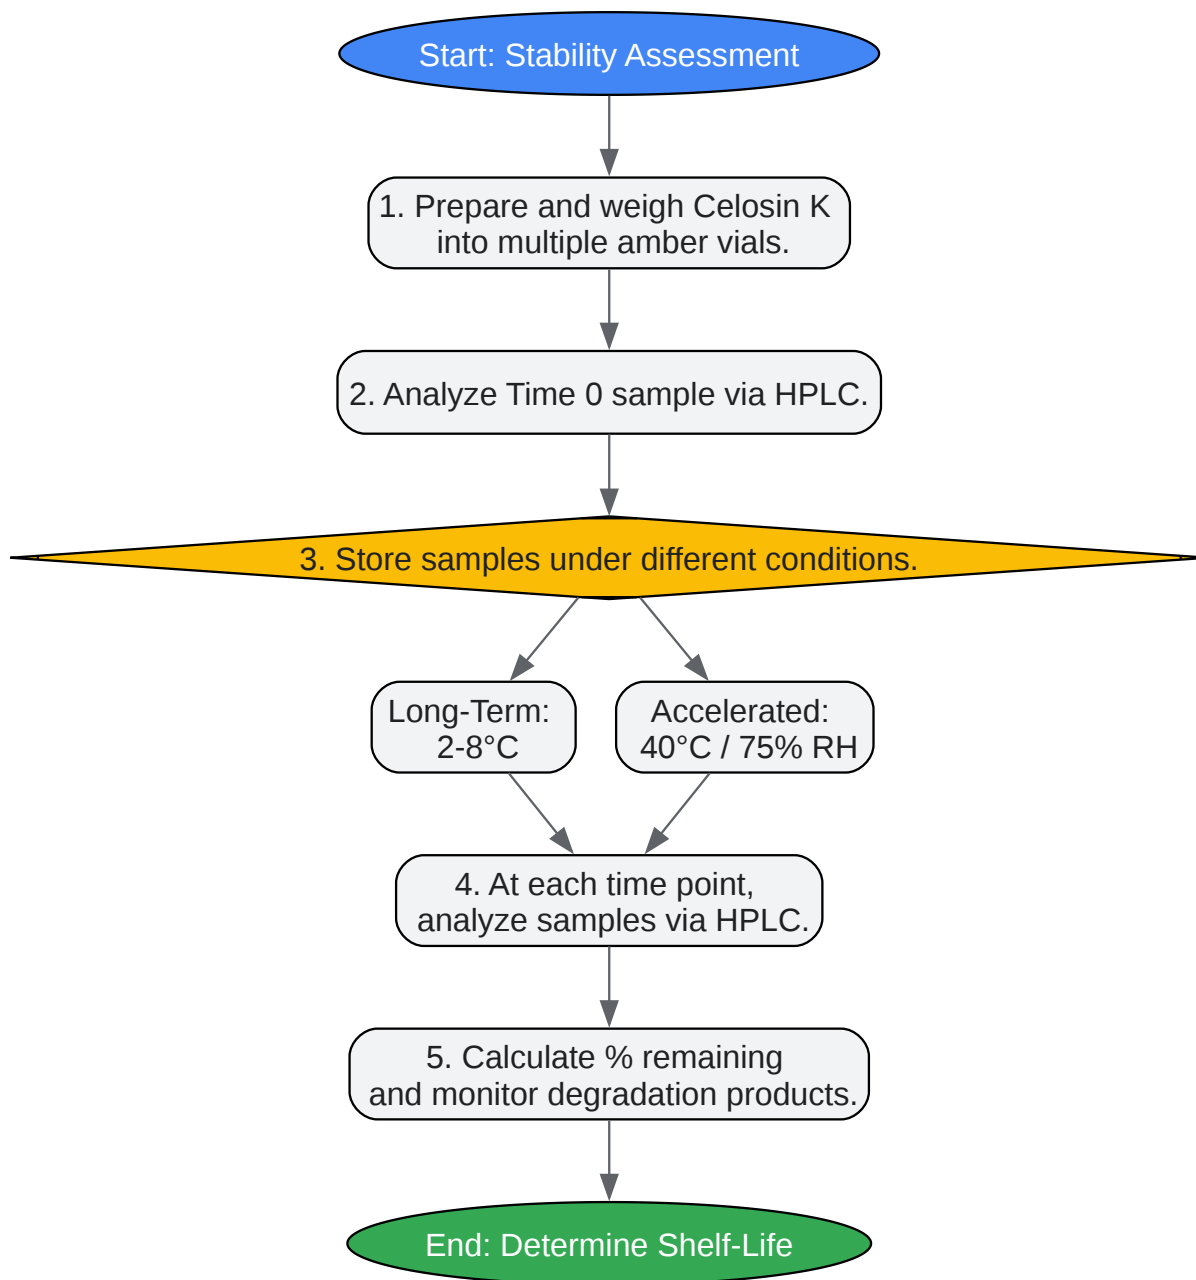 Start: Stability Assessment
1. Prepare and weigh Celosin K
into multiple amber vials.
2. Analyze Time 0 sample via HPLC.
3. Store samples under different conditions.
Long-Term:
2-8°C
Accelerated:
40°C / 75% RH
4. At each time point,
analyze samples via HPLC.
5. Calculate % remaining
and monitor degradation products.
End: Determine Shelf-Life